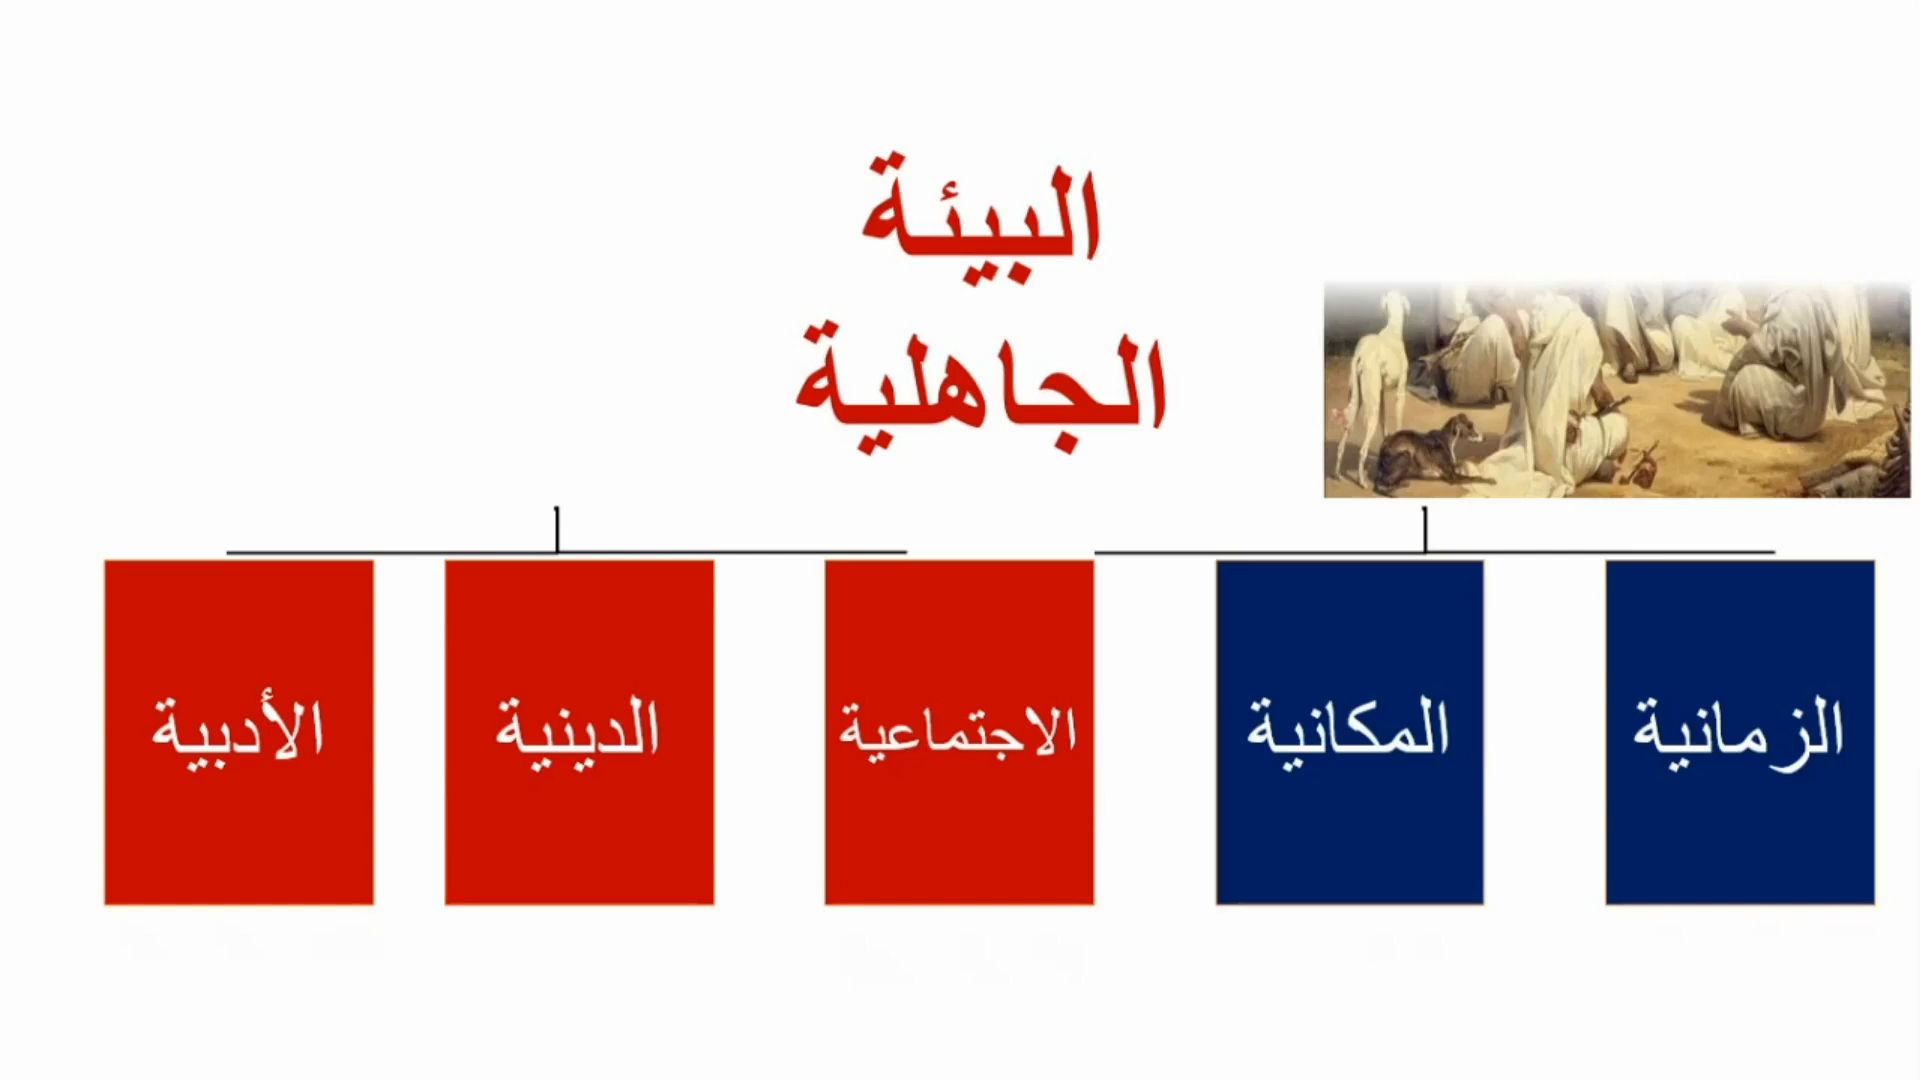 البيئة
الجاهلية
الزمانية
المكانية
الاجتماعية
الدينية
الأدبية